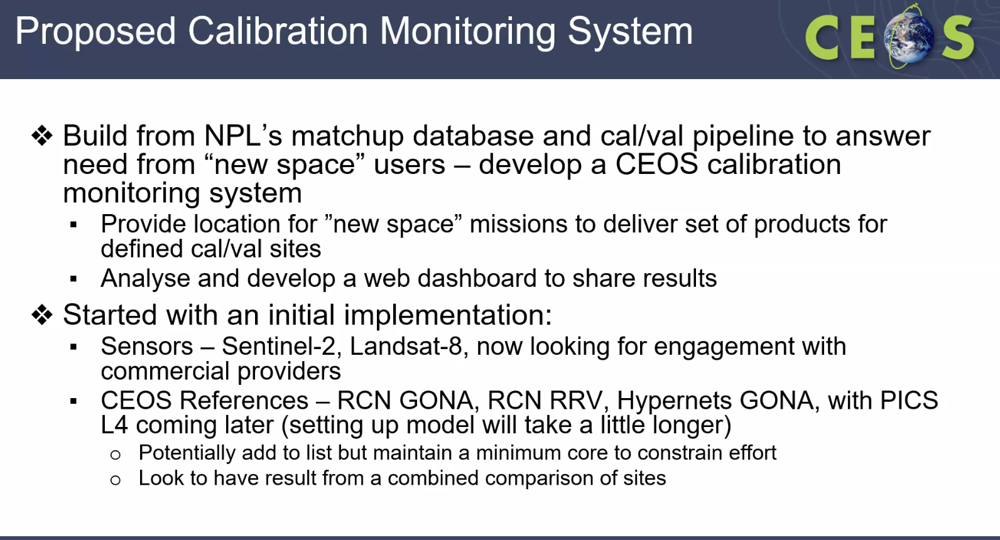 Proposed Calibration Monitoring System
CEOS
❖ Build from NPL’s matchup database and cal/val pipeline to answer
need from “new space” users – develop a CEOS calibration
monitoring system
▪ Provide location for ”new space” missions to deliver set of products for
defined cal/val sites
▪ Analyse and develop a web dashboard to share results
❖ Started with an initial implementation:
▪ Sensors – Sentinel-2, Landsat-8, now looking for engagement with
commercial providers
▪ CEOS References – RCN GONA, RCN RRV, Hypernets GONA, with PICS
L4 coming later (setting up model will take a little longer)
o Potentially add to list but maintain a minimum core to constrain effort
o Look to have result from a combined comparison of sites